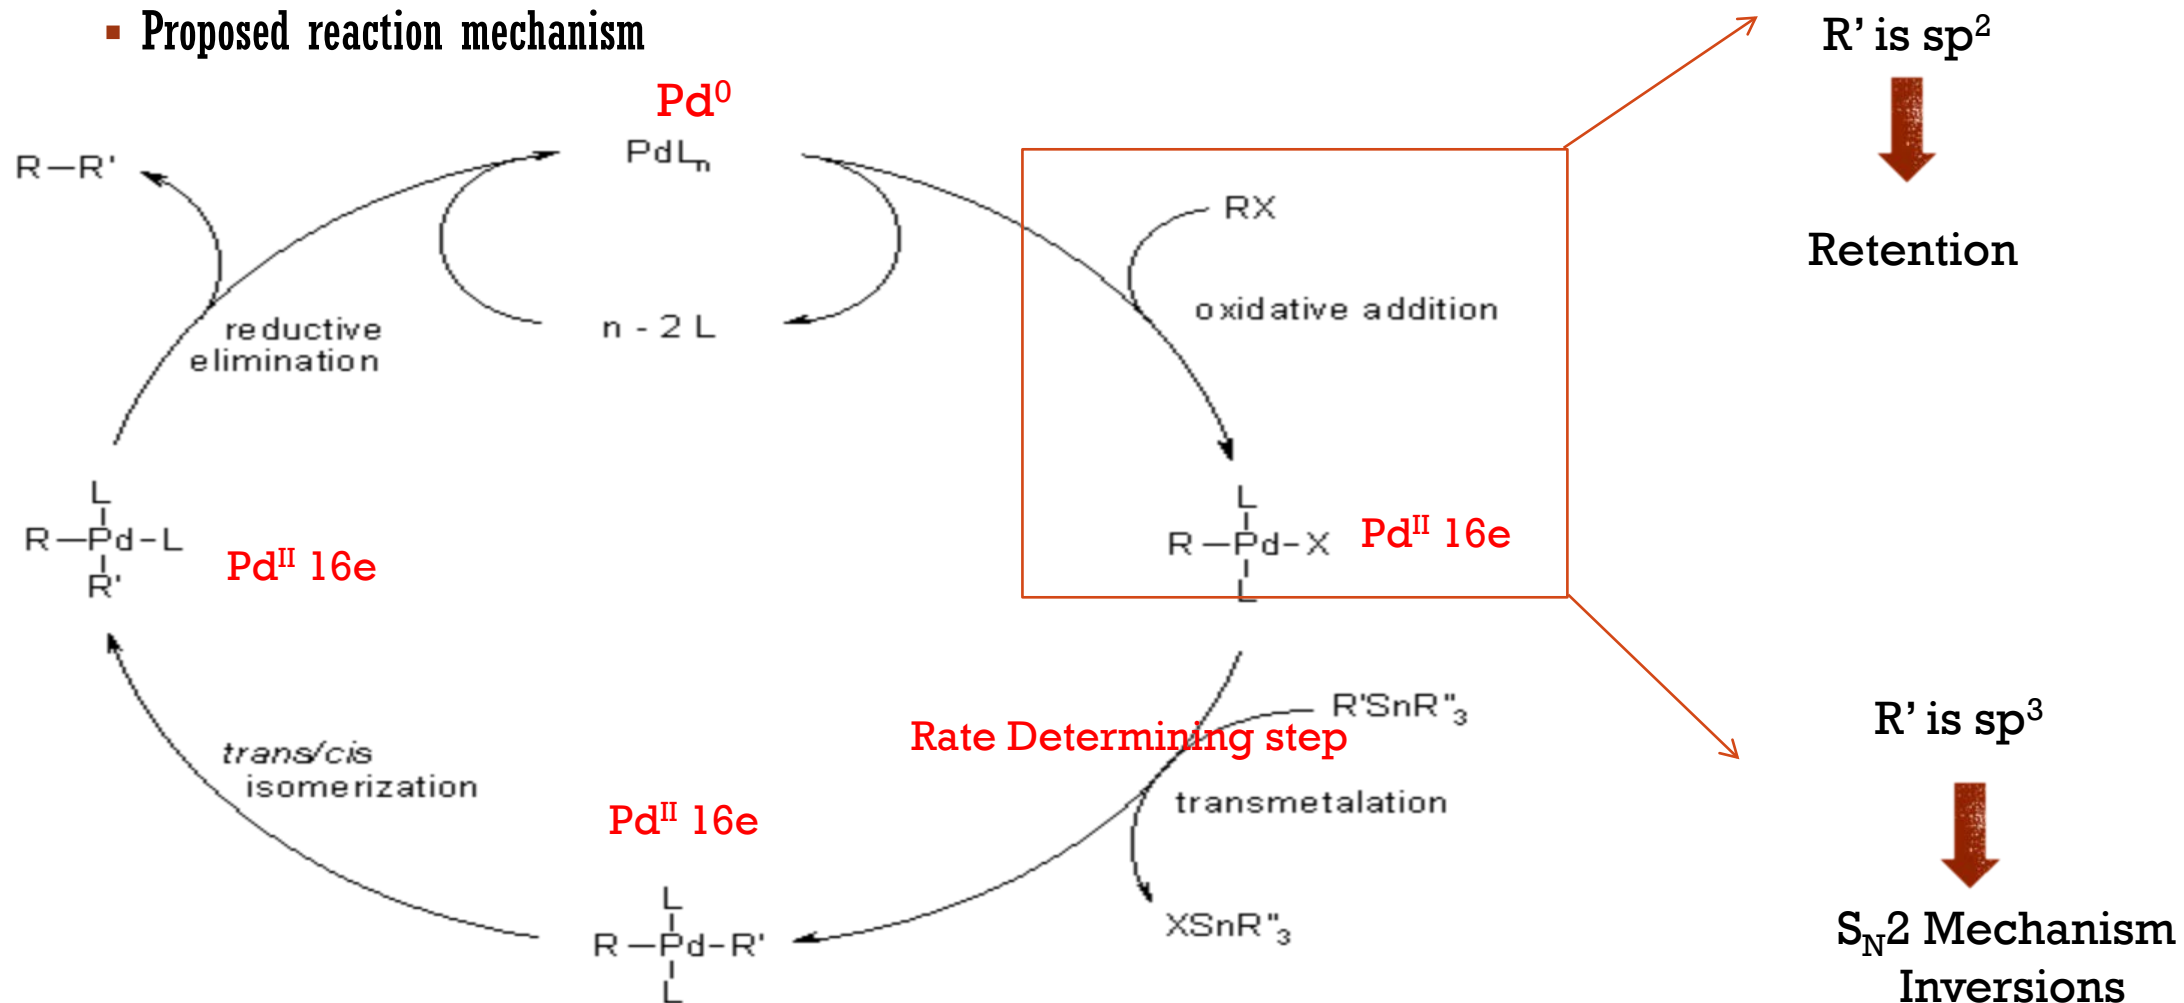 ▪ Proposed reaction mechanism
R' is sp²
Pd⁰
PdLₙ
R—R'
RX
Retention
oxidative addition
n - 2 L
reductive
elimination
L
R—Pd-L
R'
Pdᴵᴵ 16e
L
R—Pd-X
L
Pdᴵᴵ 16e
R'SnR"₃
R' is sp³
Rate Determining step
trans/cis
isomerization
transmetalation
Pdᴵᴵ 16e
L
R—Pd-R'
L
XSnR"₃
S_N2 Mechanism
Inversions